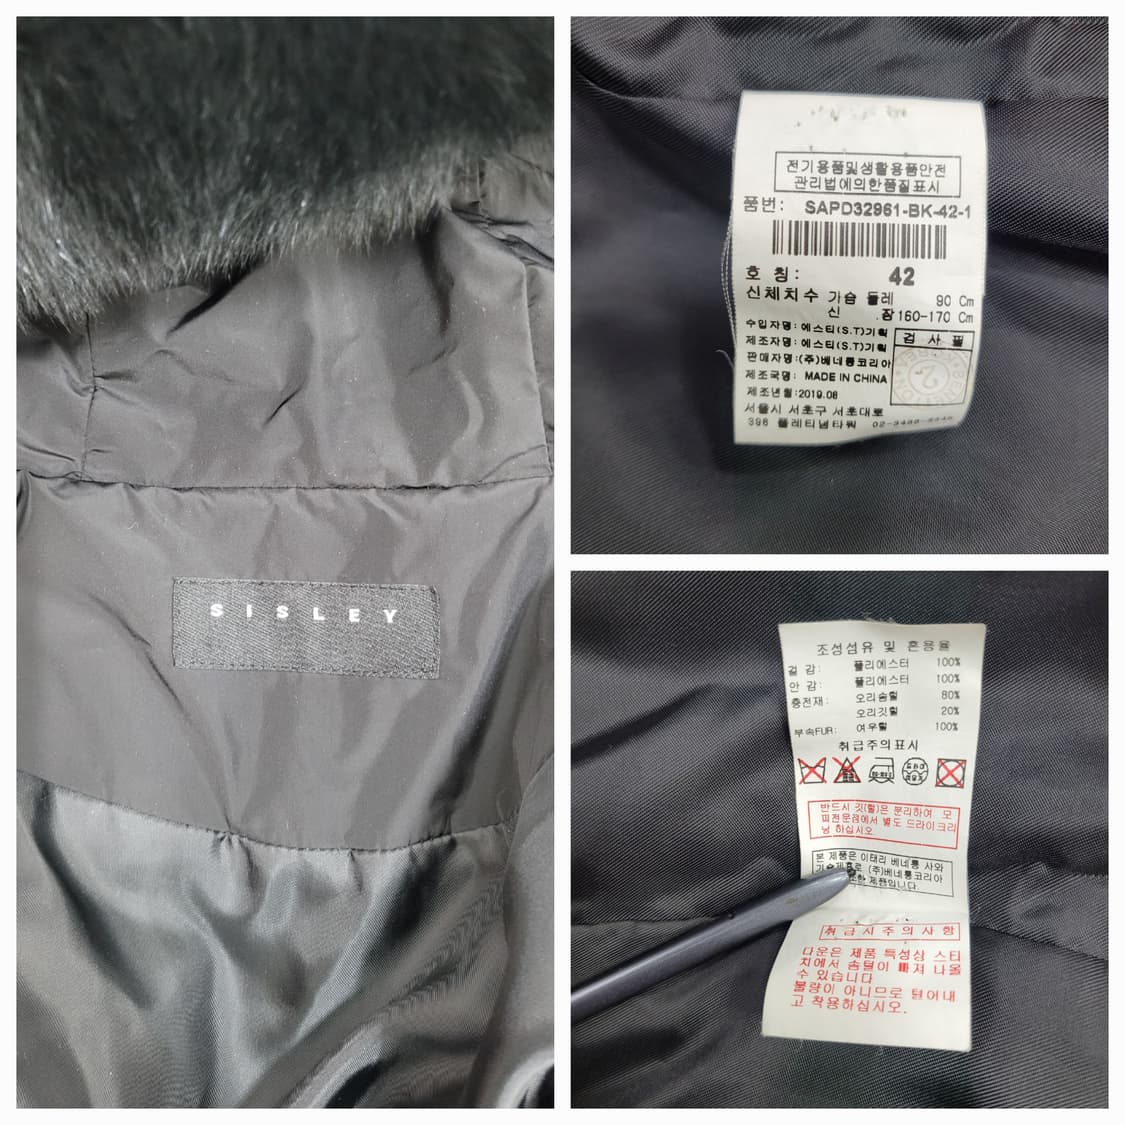 SISLEY
전기용품및생활용품안전
관리법에의한품질표시
품번: SAPD32961-BK-42-1
호 칭: 42
신체치수 가슴 둘레 90 Cm
신 장 160-170 Cm
수입자명: 에스티(S.T)기획
제조자명: 에스티(S.T)기획
판매자명: (주)베네통코리아
제조국명: MADE IN CHINA
제조년월: 2019.08
서울시 서초구 서초대로
398 플래티넘타워
검 사 필
2
조성섬유 및 혼용율
겉 감: 폴리에스터 100%
안 감: 폴리에스터 100%
충전재: 오리솜털 80%
오리깃털 20%
부속FUR: 여우털 100%
취급주의표시
반드시 깃(털)은 분리하여 모
피전문점에서 별도 드라이크리
닝 하십시오
본 제품은 이태리 베네통 사와
(주)베네통코리아
제품입니다.
취급시주의사항
다운은 제품 특성상 스티
치에서 솜털이 빠져 나올
수 있습니다
불량이 아니므로 털어내
고 착용하십시오.